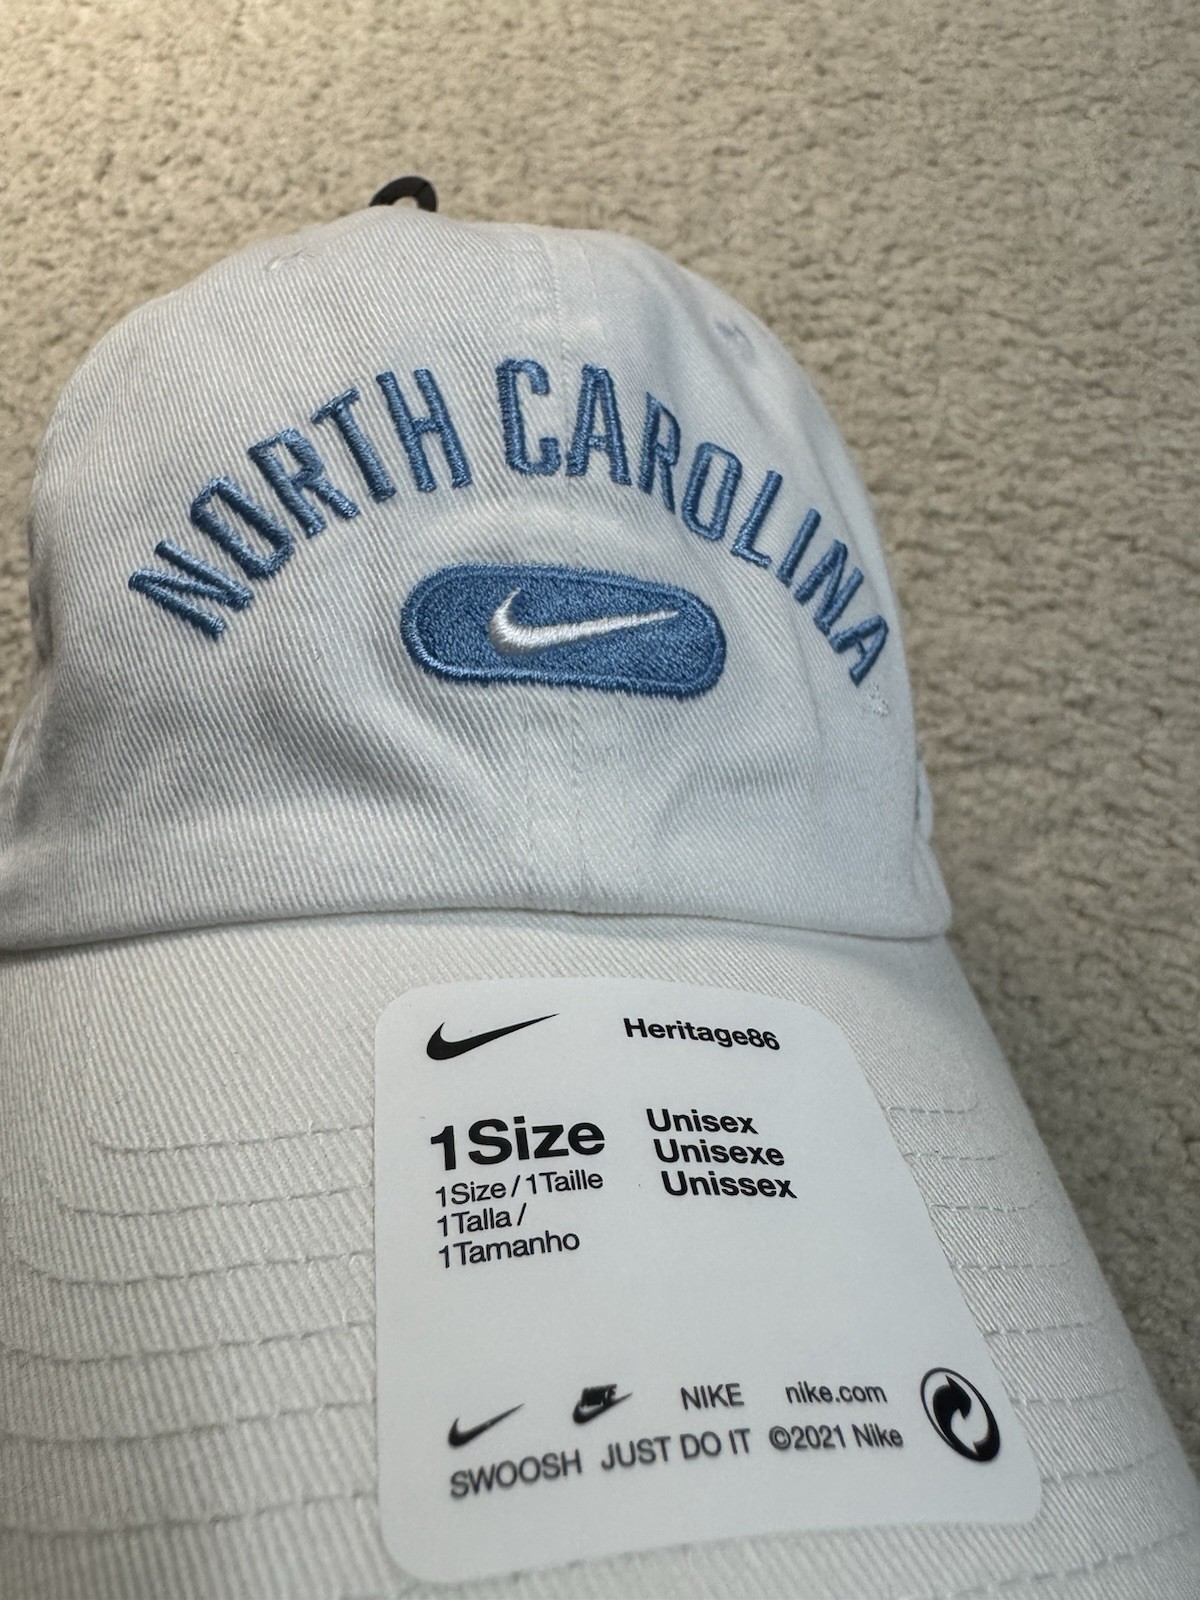 NORTH CAROLINA
Heritage86
1Size
1Size/1Taille
1Talla/
1Tamanho
Unisex
Unisexe
Unissex
NIKE
NIKE nike.com
SWOOSH JUST DO IT ©2021 Nike